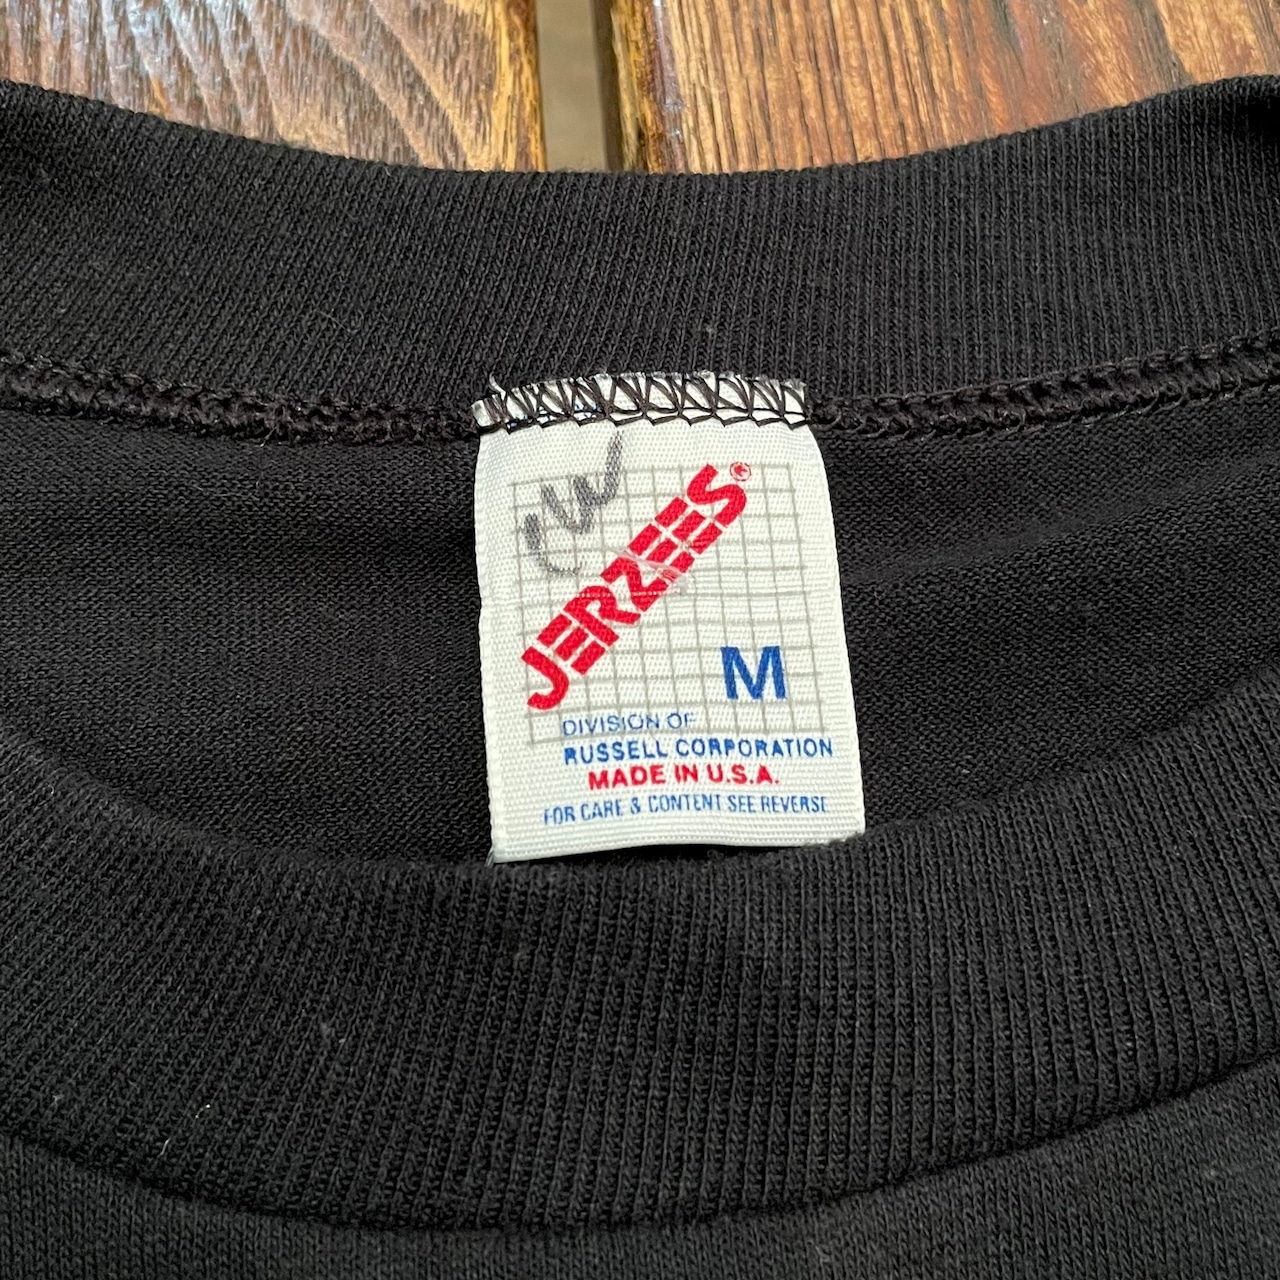 JERZEES®
M
DIVISION OF
RUSSELL CORPORATION
MADE IN U.S.A.
FOR CARE & CONTENT SEE REVERSE